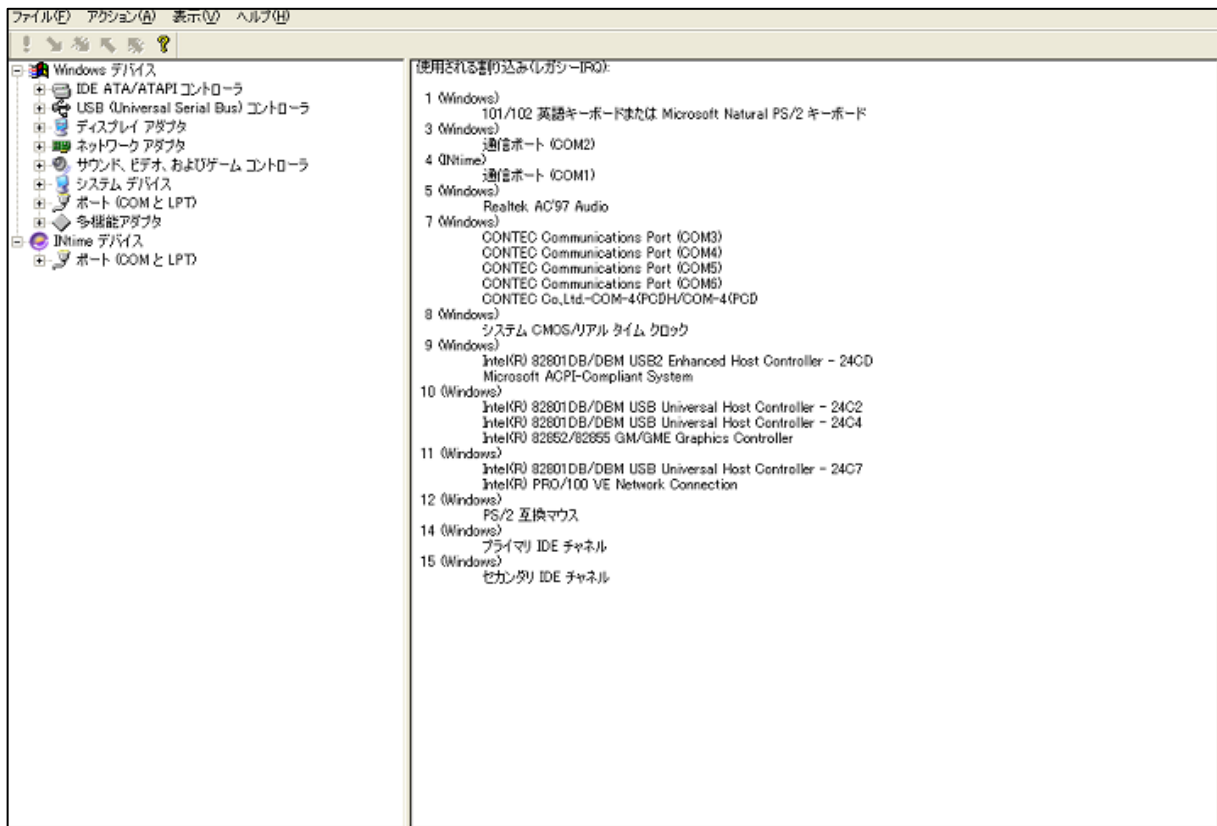 ファイル(F) アクション(A) 表示(V) ヘルプ(H)
Windows デバイス
IDE ATA/ATAPI コントローラ
USB (Universal Serial Bus) コントローラ
ディスプレイ アダプタ
ネットワーク アダプタ
サウンド、ビデオ、およびゲーム コントローラ
システム デバイス
ポート (COM と LPT)
多機能アダプタ
INtime デバイス
ポート (COM と LPT)
使用される割り込み(レガシーIRQ):
1 (Windows)
101/102 英語キーボードまたは Microsoft Natural PS/2 キーボード
3 (Windows)
通信ポート (COM2)
4 (INtime)
通信ポート (COM1)
5 (Windows)
Realtek AC'97 Audio
7 (Windows)
CONTEC Communications Port (COM3)
CONTEC Communications Port (COM4)
CONTEC Communications Port (COM5)
CONTEC Communications Port (COM6)
CONTEC Co.,Ltd.-COM-4(PCI)H/COM-4(PCI)
8 (Windows)
システム CMOS/リアル タイム クロック
9 (Windows)
Intel(R) 82801DB/DBM USB2 Enhanced Host Controller - 24CD
Microsoft ACPI-Compliant System
10 (Windows)
Intel(R) 82801DB/DBM USB Universal Host Controller - 24C2
Intel(R) 82801DB/DBM USB Universal Host Controller - 24C4
Intel(R) 82852/82855 GM/GME Graphics Controller
11 (Windows)
Intel(R) 82801DB/DBM USB Universal Host Controller - 24C7
Intel(R) PRO/100 VE Network Connection
12 (Windows)
PS/2 互換マウス
14 (Windows)
プライマリ IDE チャネル
15 (Windows)
セカンダリ IDE チャネル